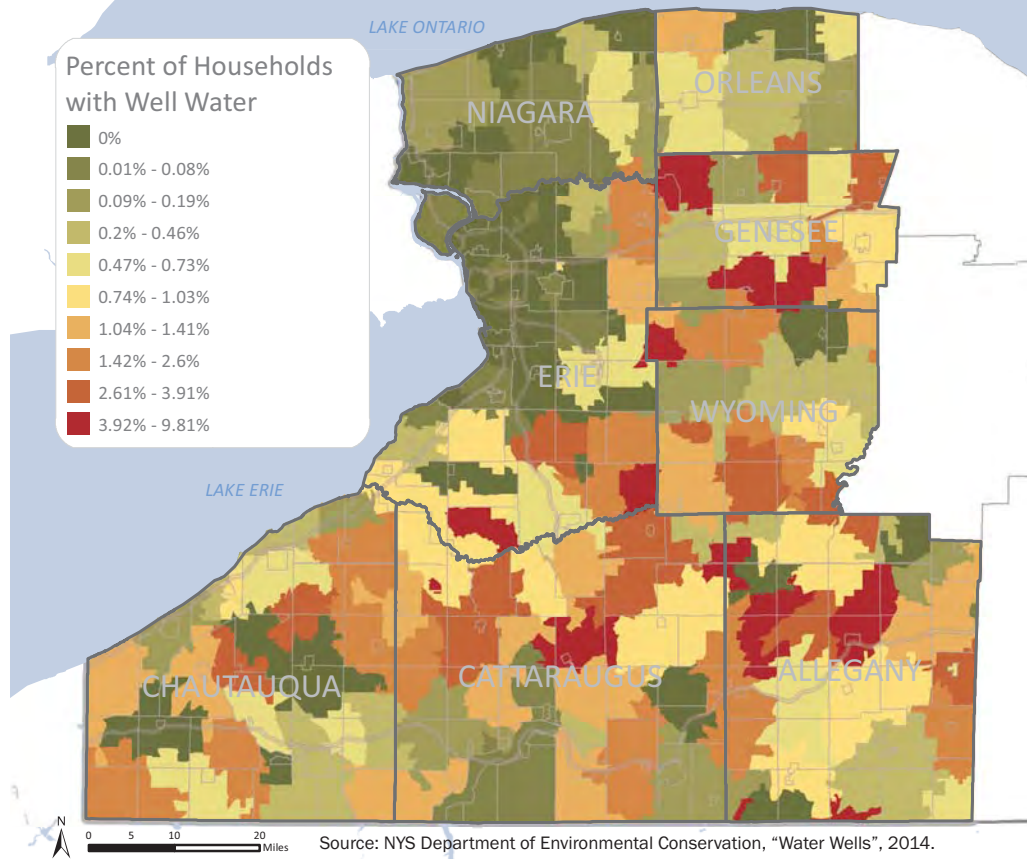 LAKE ONTARIO
Percent of Households
with Well Water
0%
0.01% - 0.08%
0.09% - 0.19%
0.2% - 0.46%
0.47% - 0.73%
0.74% - 1.03%
1.04% - 1.41%
1.42% - 2.6%
2.61% - 3.91%
3.92% - 9.81%
NIAGARA
ORLEANS
GENESEE
ERIE
WYOMING
LAKE ERIE
CHAUTAUQUA
CATTARAUGUS
ALLEGANY
N
0 5 10 20
Miles
Source: NYS Department of Environmental Conservation, “Water Wells”, 2014.